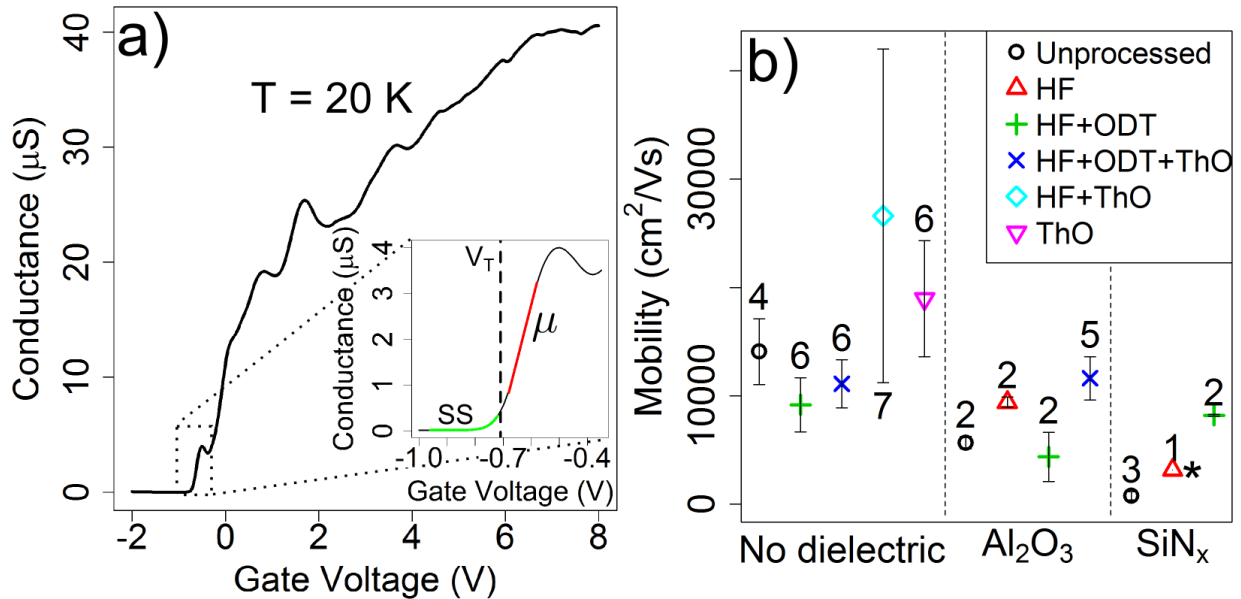 a)
T = 20 K
Conductance (μS)
40
30
20
10
0
-2
0
2
4
6
8
Gate Voltage (V)
Conductance (μS)
4
3
2
1
0
V_T
μ
SS
-1.0
-0.7
-0.4
Gate Voltage (V)
b)
Mobility (cm²/Vs)
30000
10000
0
Unprocessed
HF
HF+ODT
HF+ODT+ThO
HF+ThO
ThO
4
6
6
7
6
2
2
2
5
3
1
*
2
No dielectric
Al₂O₃
SiNₓ